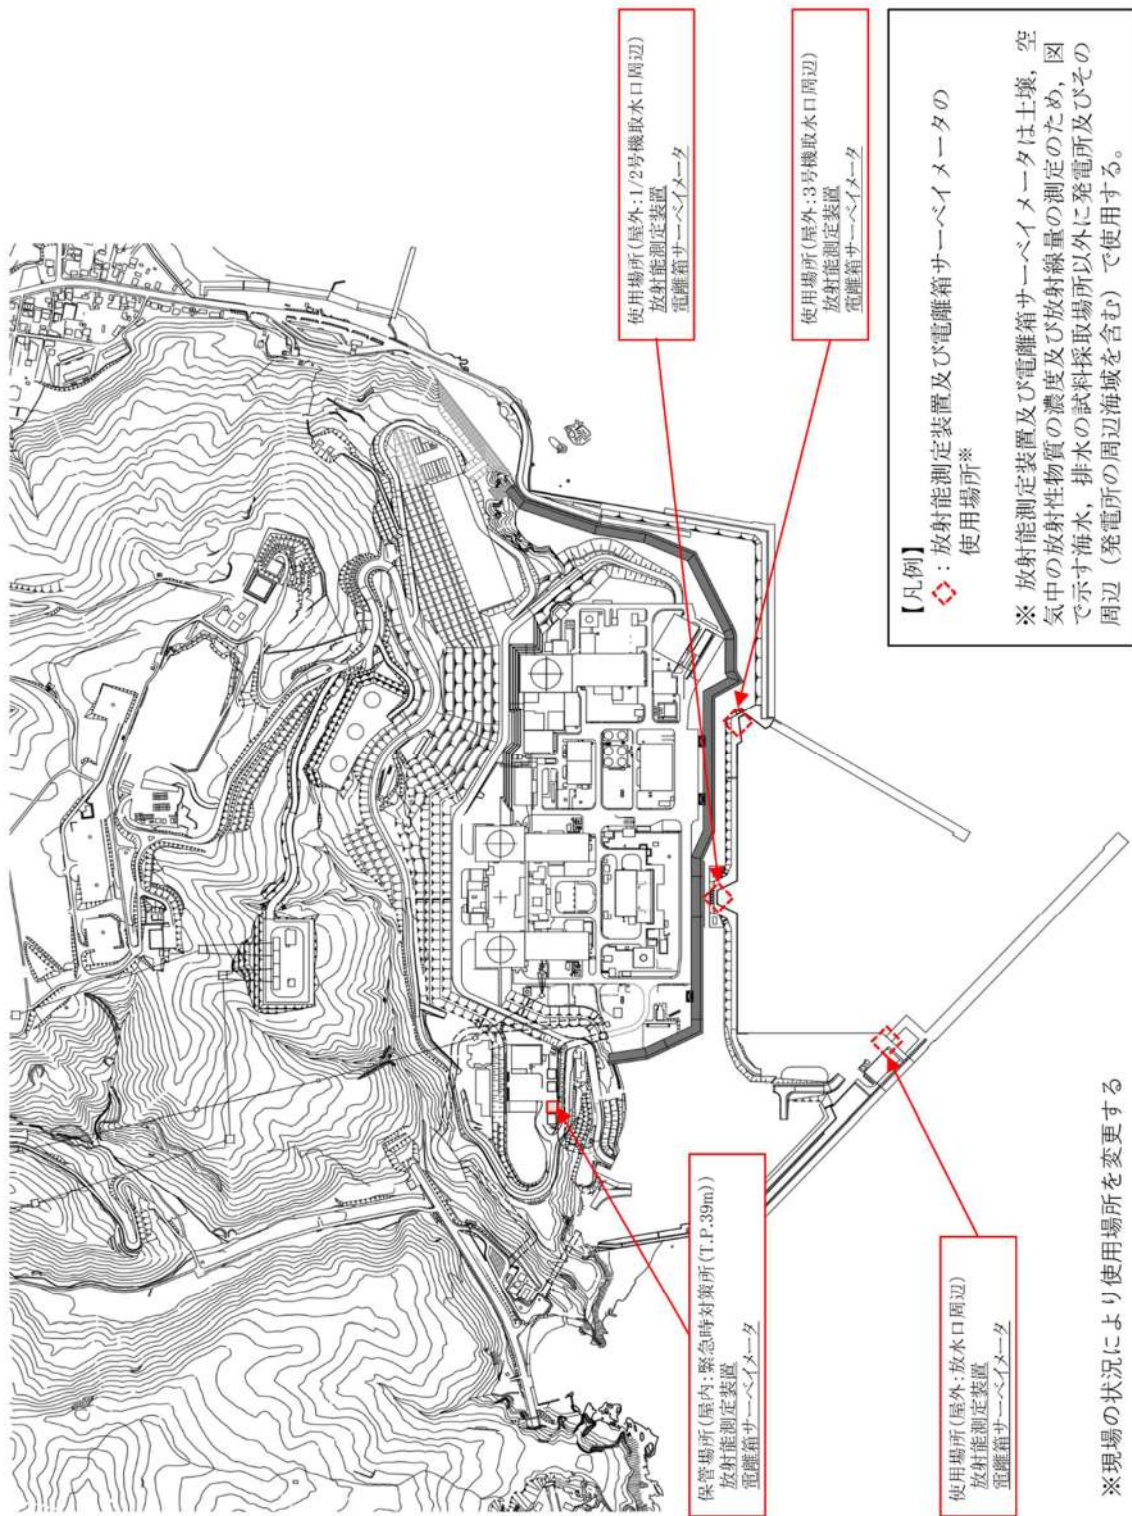 使用場所(屋外:1/2号機取水口周辺)
放射能測定装置
電離箱サーベイメータ
使用場所(屋外:3号機取水口周辺)
放射能測定装置
電離箱サーベイメータ
保管場所(屋内:緊急時対策所(T.P.39m))
放射能測定装置
電離箱サーベイメータ
使用場所(屋外:放水口周辺)
放射能測定装置
電離箱サーベイメータ
【凡例】
:放射能測定装置及び電離箱サーベイメータの
使用場所※
※ 放射能測定装置及び電離箱サーベイメータは土壌，空
気中の放射性物質の濃度及び放射線量の測定のため，図
で示す海水，排水の試料採取場所以外に発電所及びその
周辺（発電所の周辺海域を含む）で使用する。
※現場の状況により使用場所を変更する